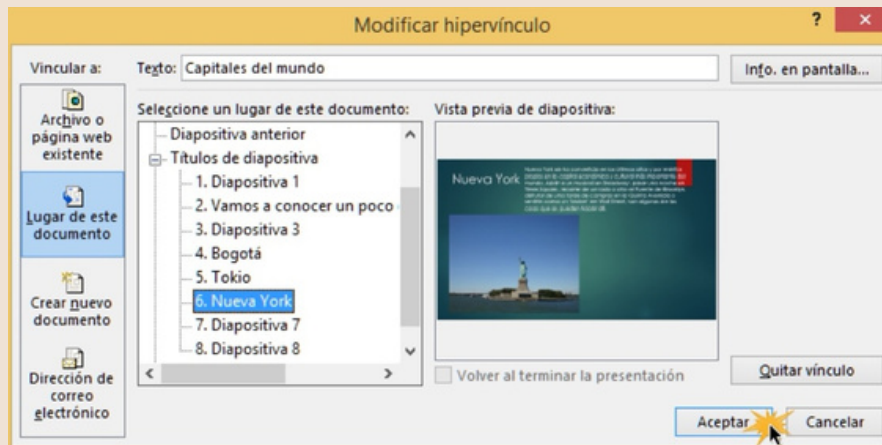 Modificar hipervínculo
?
Vincular a:
Texto: Capitales del mundo
Info. en pantalla...
Archivo o
página web
existente
Lugar de este
documento
Crear nuevo
documento
Dirección de
correo
electrónico
Seleccione un lugar de este documento:
Diapositiva anterior
Títulos de diapositiva
1. Diapositiva 1
2. Vamos a conocer un poco
3. Diapositiva 3
4. Bogotá
5. Tokio
6. Nueva York
7. Diapositiva 7
8. Diapositiva 8
Vista previa de diapositiva:
Nueva York
Volver al terminar la presentación
Quitar vínculo
Aceptar
Cancelar